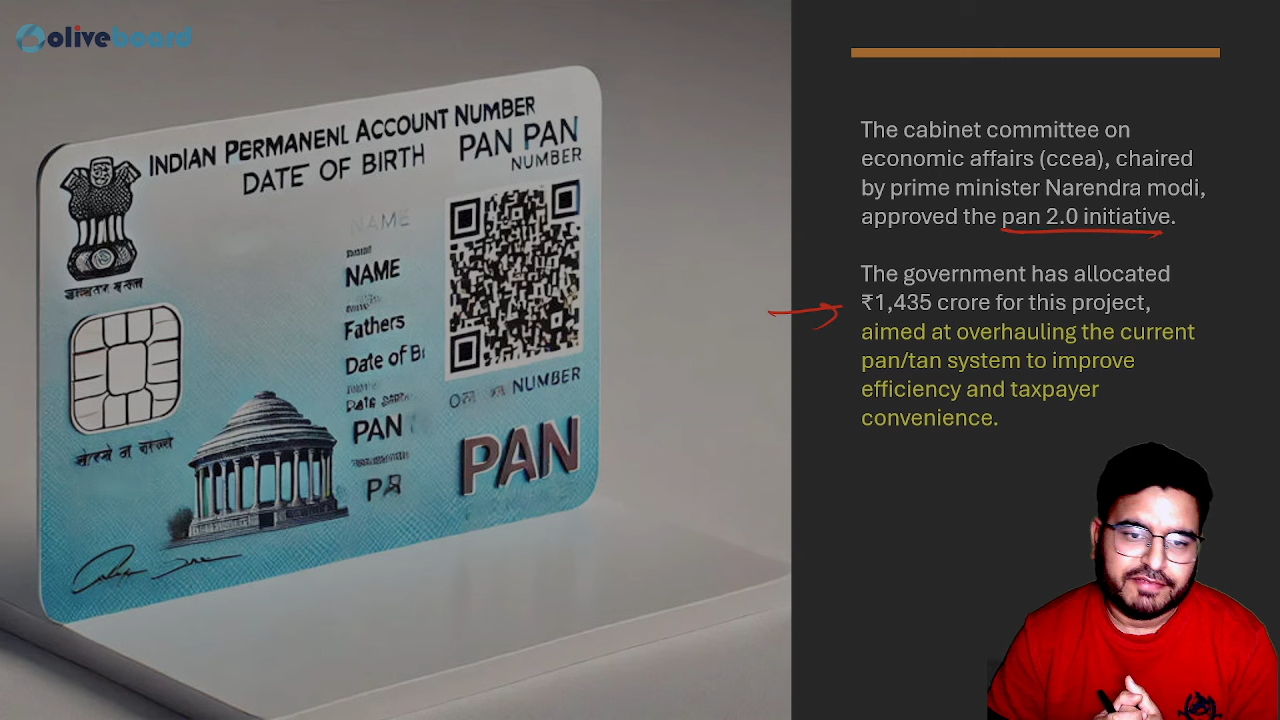 oliveboard
INDIAN PERMANENL ACCOUNT NUMBER
DATE OF BIRTH
PAN PAN
NUMBER
NAME
NAME
Fathers
Date of B
PAN
NUMBER
PAN
The cabinet committee on
economic affairs (ccea), chaired
by prime minister Narendra modi,
approved the pan 2.0 initiative.
The government has allocated
₹1,435 crore for this project,
aimed at overhauling the current
pan/tan system to improve
efficiency and taxpayer
convenience.